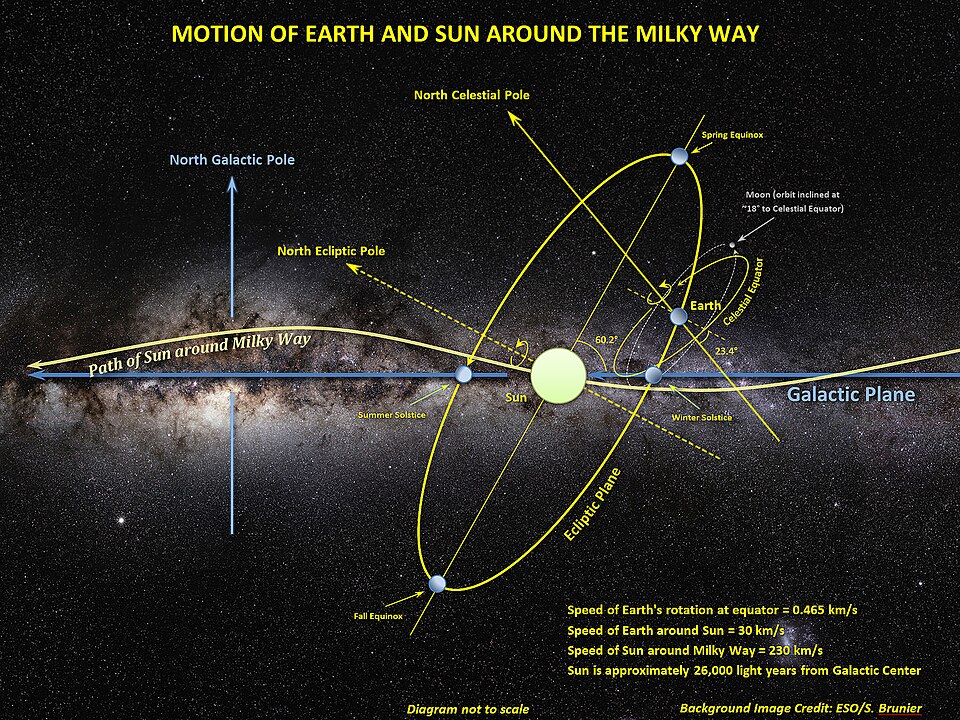 MOTION OF EARTH AND SUN AROUND THE MILKY WAY
North Celestial Pole
Spring Equinox
North Galactic Pole
Moon (orbit inclined at
~18° to Celestial Equator)
North Ecliptic Pole
Celestial Equator
Earth
Path of Sun around Milky Way
60.2°
23.4°
Sun
Galactic Plane
Summer Solstice
Winter Solstice
Ecliptic Plane
Fall Equinox
Speed of Earth's rotation at equator = 0.465 km/s
Speed of Earth around Sun = 30 km/s
Speed of Sun around Milky Way = 230 km/s
Sun is approximately 26,000 light years from Galactic Center
Diagram not to scale
Background Image Credit: ESO/S. Brunier